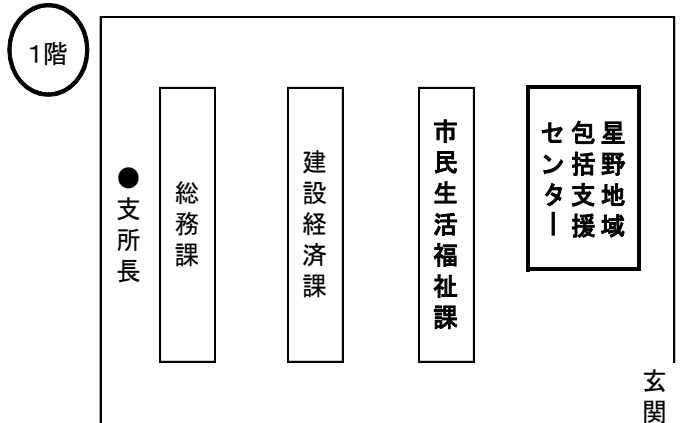 1階
●支所長
総務課
建設経済課
市民生活福祉課
星野地域
包括支援
センター
玄関